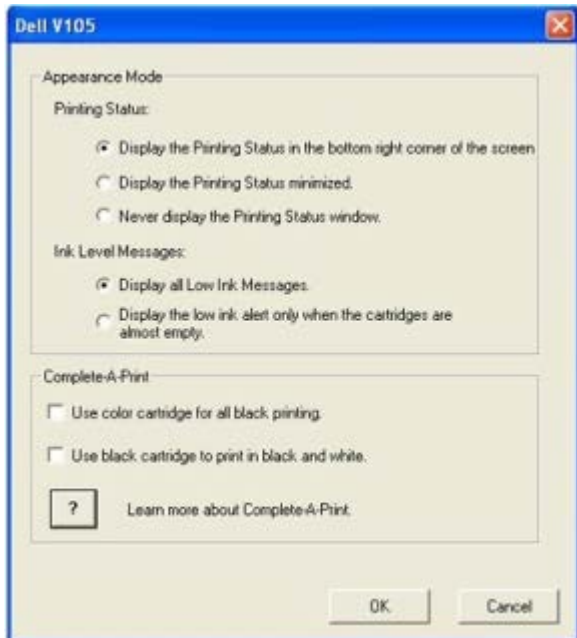 Dell V105
Appearance Mode
Printing Status:
Display the Printing Status in the bottom right corner of the screen
Display the Printing Status minimized.
Never display the Printing Status window.
Ink Level Messages:
Display all Low Ink Messages.
Display the low ink alert only when the cartridges are
almost empty.
Complete-A-Print
Use color cartridge for all black printing.
Use black cartridge to print in black and white.
?
Learn more about Complete-A-Print.
OK
Cancel